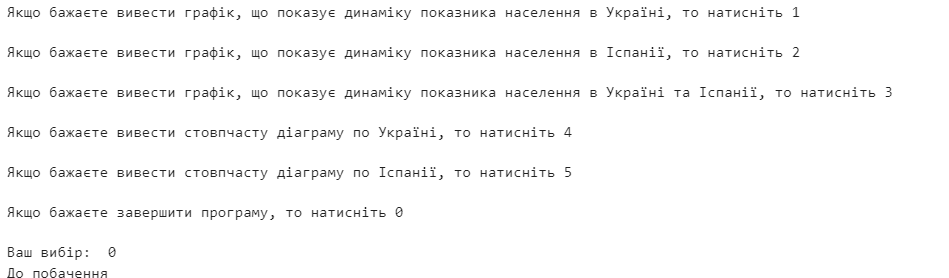 Якщо бажаєте вивести графік, що показує динаміку показника населення в Україні, то натисніть 1
Якщо бажаєте вивести графік, що показує динаміку показника населення в Іспанії, то натисніть 2
Якщо бажаєте вивести графік, що показує динаміку показника населення в Україні та Іспанії, то натисніть 3
Якщо бажаєте вивести стовпчасту діаграму по Україні, то натисніть 4
Якщо бажаєте вивести стовпчасту діаграму по Іспанії, то натисніть 5
Якщо бажаєте завершити програму, то натисніть 0
Ваш вибір:  0
До побачення